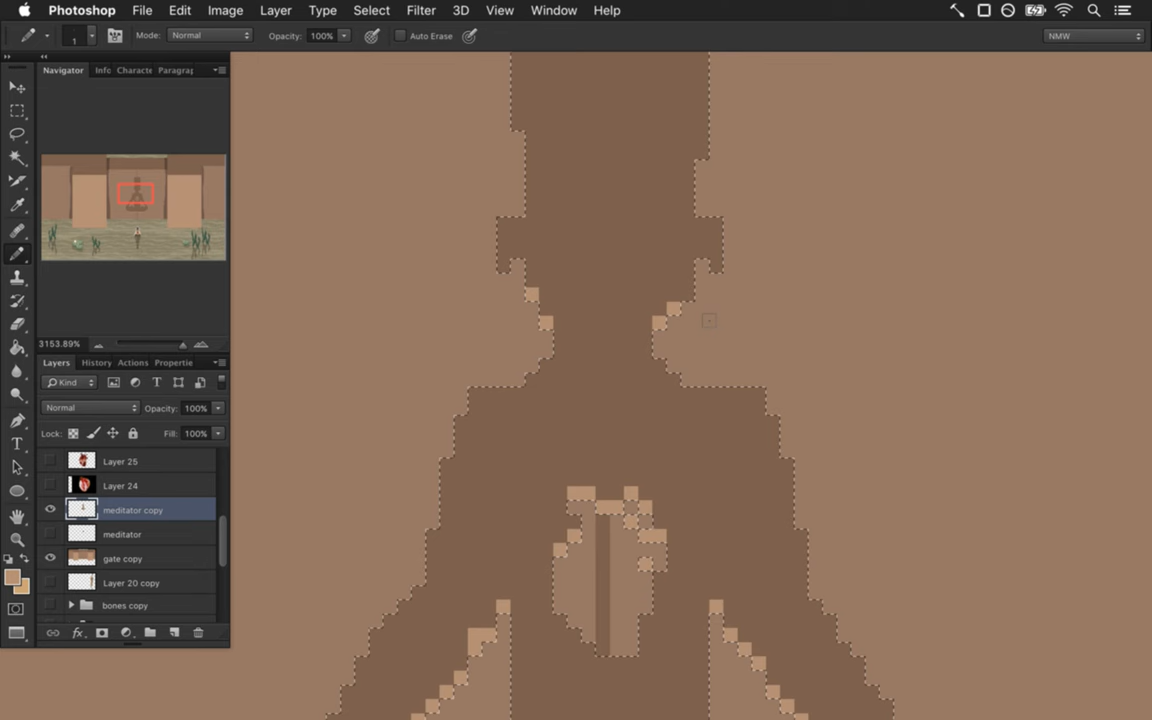 Photoshop File Edit Image Layer Type Select Filter 3D View Window Help
1 Mode: Normal Opacity: 100% Auto Erase NMW
Navigator Info Characte Paragrap
3153.89%
Layers History Actions Propertie
Kind
Normal Opacity: 100%
Lock: Fill: 100%
Layer 25
Layer 24
meditator copy
meditator
gate copy
Layer 20 copy
bones copy